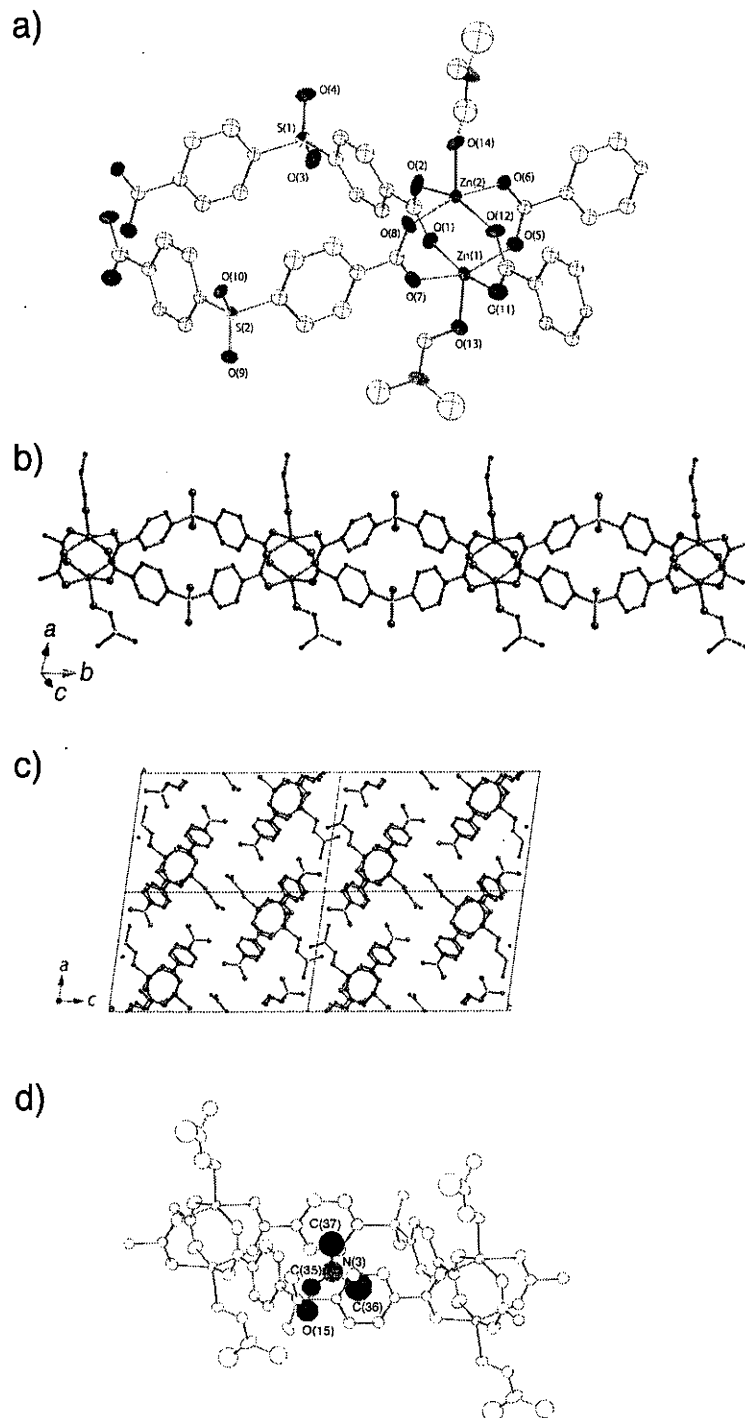 a)
O(4)
S(1)
O(3)
O(2)
O(14)
Zn(2)
O(6)
O(12)
O(8)
O(1)
O(5)
Zn(1)
O(10)
O(7)
O(11)
S(2)
O(13)
O(9)
b)
a
b
c
c)
a
c
d)
C(37)
N(3)
C(35)
C(36)
O(15)